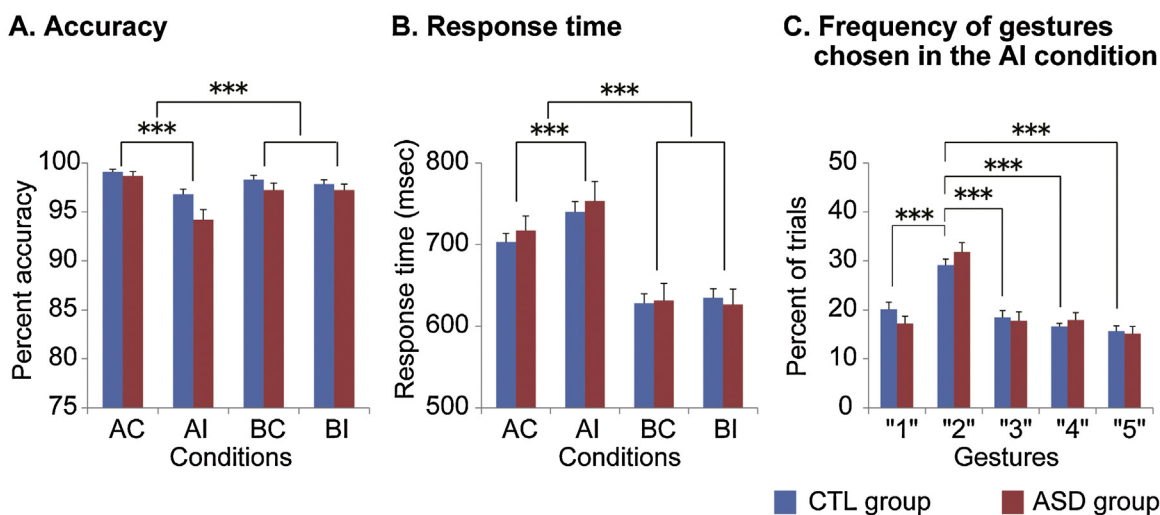 A. Accuracy
***
***
100
95
90
85
80
75
Percent accuracy
AC AI BC BI
Conditions
B. Response time
***
***
800
700
600
500
Response time (msec)
AC AI BC BI
Conditions
C. Frequency of gestures
chosen in the AI condition
***
***
***
***
50
40
30
20
10
0
Percent of trials
"1" "2" "3" "4" "5"
Gestures
CTL group ASD group